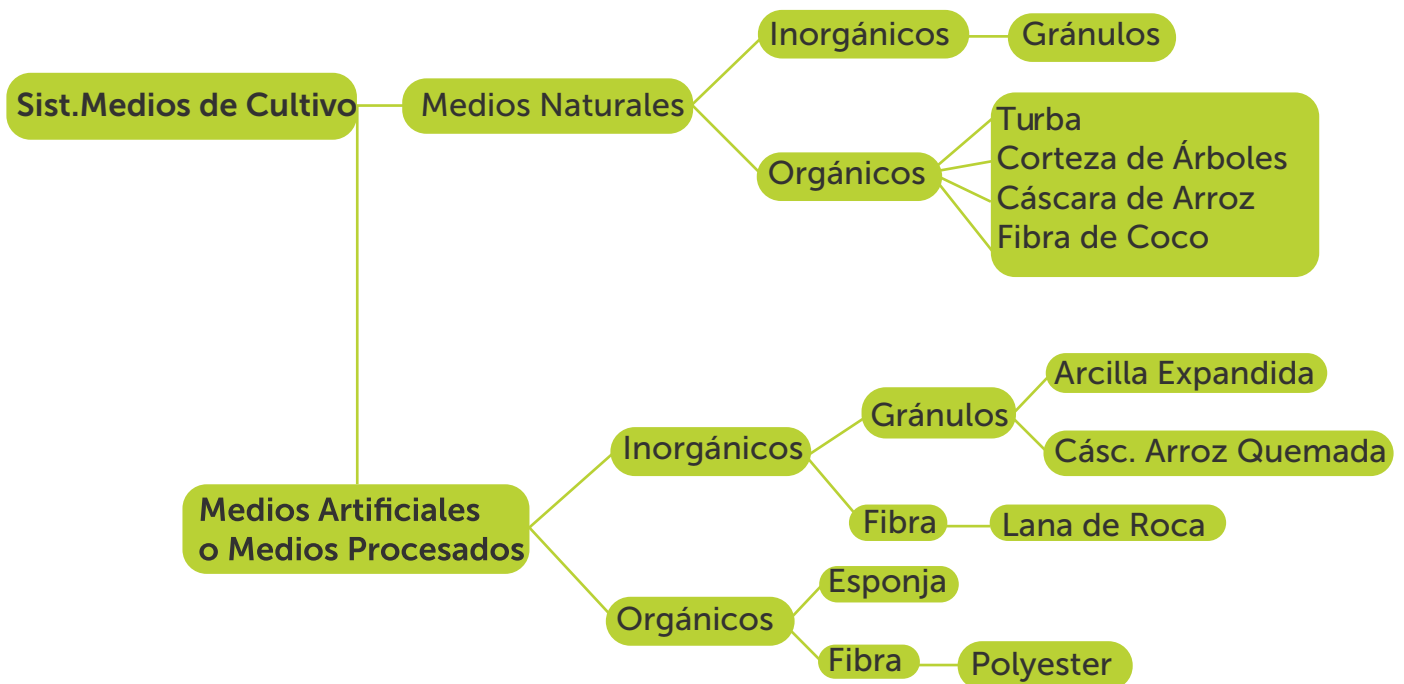 Sist.Medios de Cultivo
Medios Naturales
Inorgánicos
Gránulos
Orgánicos
Turba
Corteza de Árboles
Cáscara de Arroz
Fibra de Coco
Medios Artificiales
o Medios Procesados
Inorgánicos
Gránulos
Arcilla Expandida
Cásc. Arroz Quemada
Fibra
Lana de Roca
Orgánicos
Esponja
Fibra
Polyester